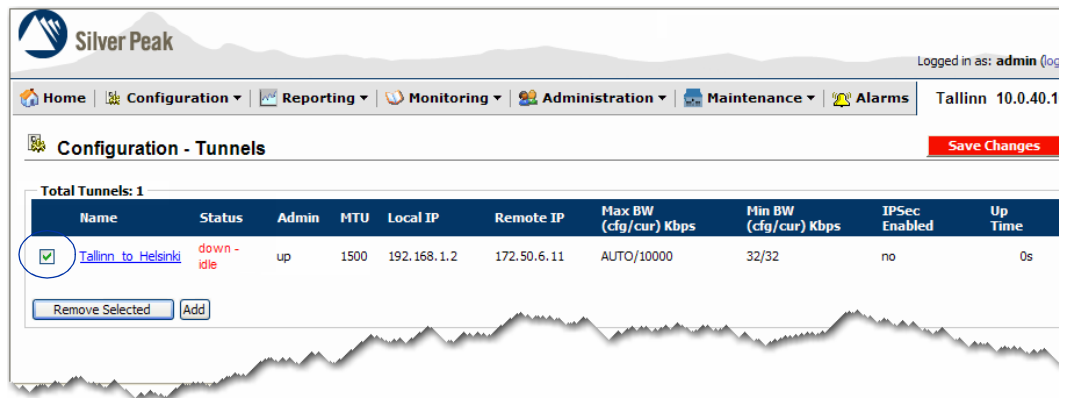 Silver Peak
Logged in as: admin (log
Home | Configuration | Reporting | Monitoring | Administration | Maintenance | Alarms Tallinn 10.0.40.1
Configuration - Tunnels Save Changes
Total Tunnels: 1
Name Status Admin MTU Local IP Remote IP Max BW (cfg/cur) Kbps Min BW (cfg/cur) Kbps IPSec Enabled Up Time
Tallinn_to_Helsinki down - idle up 1500 192.168.1.2 172.50.6.11 AUTO/10000 32/32 no 0s
Remove Selected Add